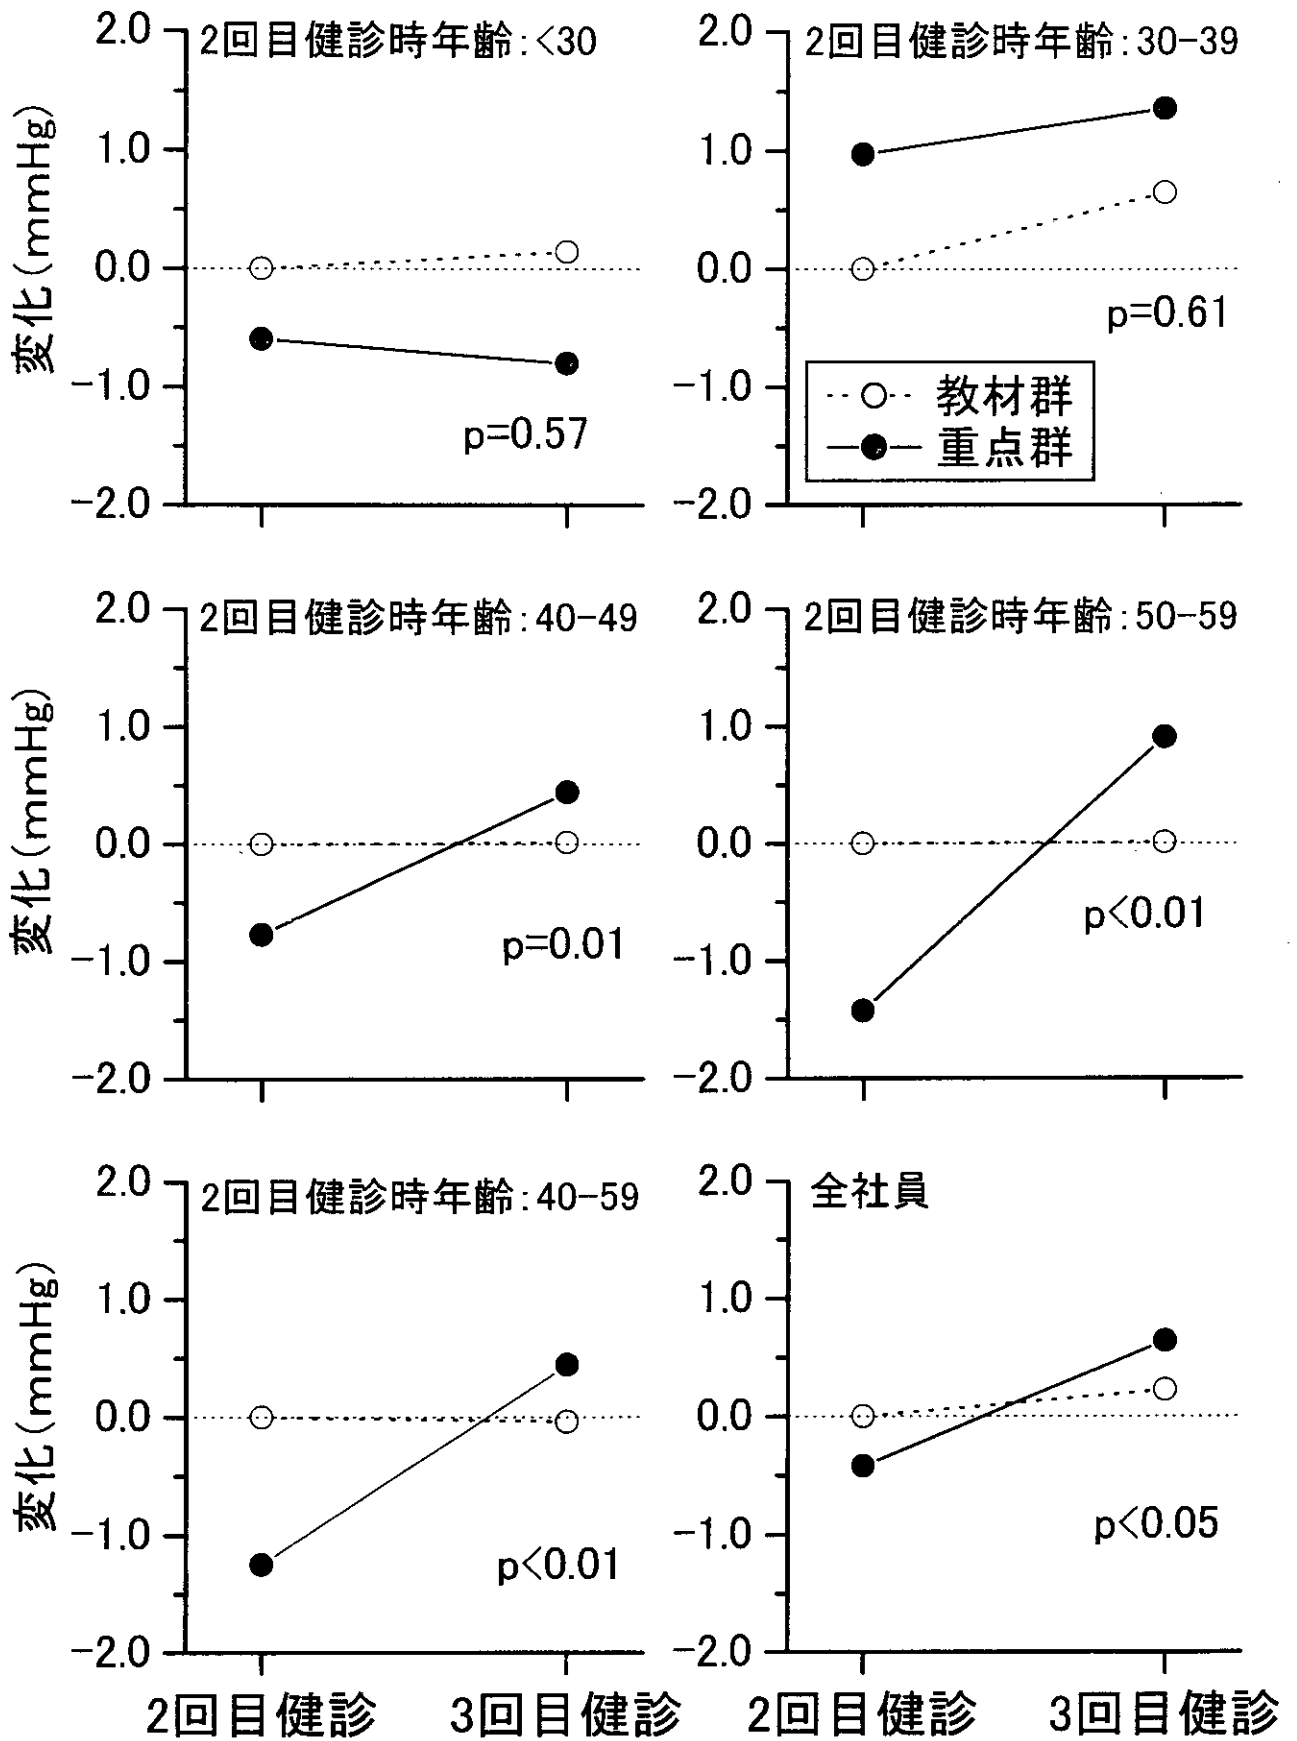 2回目健診時年齢:<30
変化(mmHg)
2.0
1.0
0.0
−1.0
−2.0
p=0.57
2回目健診時年齢:30−39
2.0
1.0
0.0
−1.0
−2.0
p=0.61
教材群
重点群
2回目健診時年齢:40−49
変化(mmHg)
2.0
1.0
0.0
−1.0
−2.0
p=0.01
2回目健診時年齢:50−59
2.0
1.0
0.0
−1.0
−2.0
p<0.01
2回目健診時年齢:40−59
変化(mmHg)
2.0
1.0
0.0
−1.0
−2.0
p<0.01
2回目健診
3回目健診
全社員
2.0
1.0
0.0
−1.0
−2.0
p<0.05
2回目健診
3回目健診